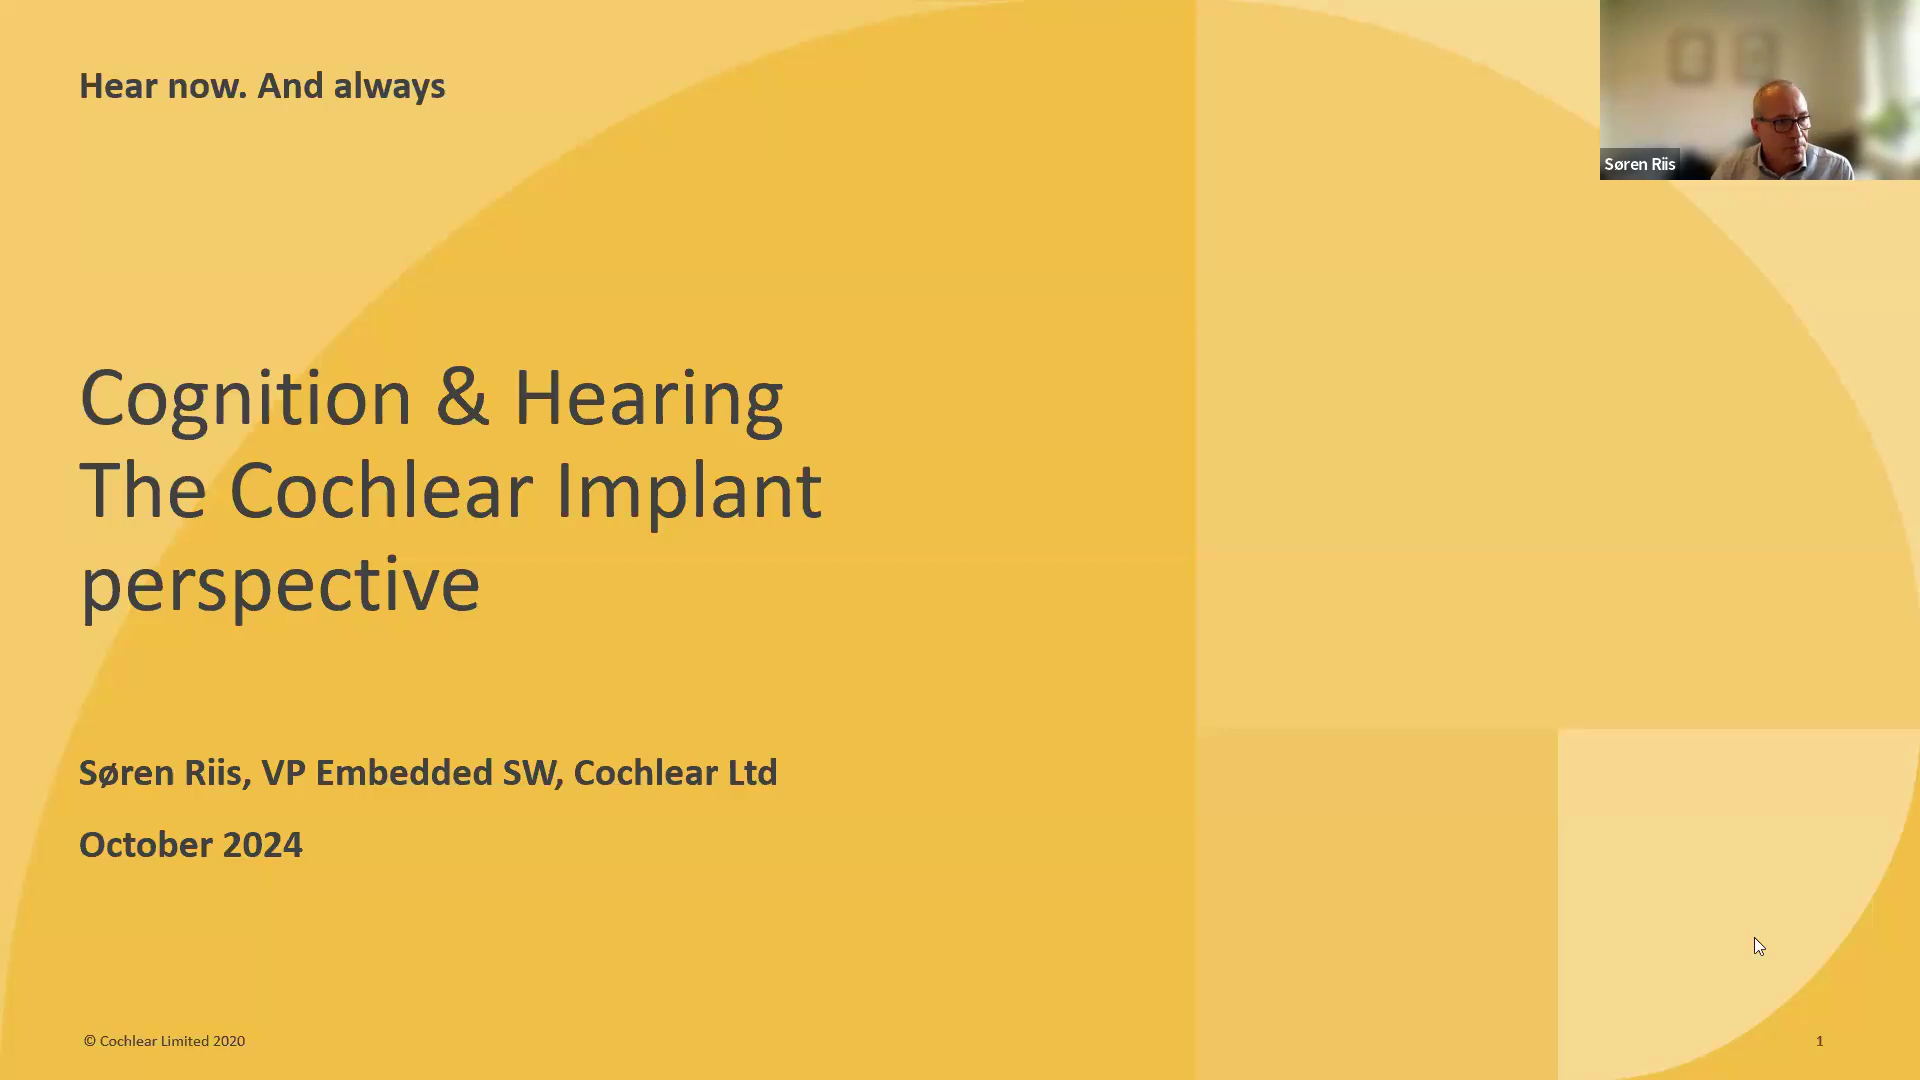 Hear now. And always
Søren Riis
Cognition & Hearing
The Cochlear Implant
perspective
Søren Riis, VP Embedded SW, Cochlear Ltd
October 2024
© Cochlear Limited 2020
1